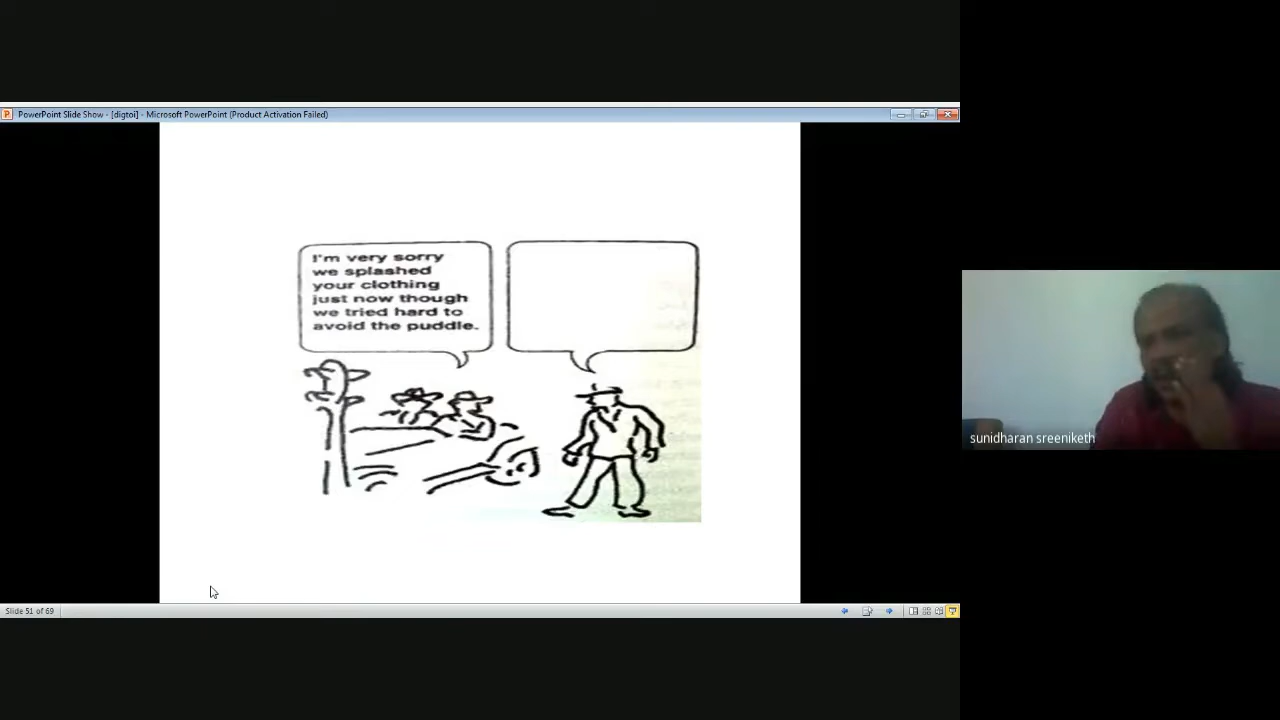 PowerPoint Slide Show - [digtoi] - Microsoft PowerPoint (Product Activation Failed)
I'm very sorry
we splashed
your clothing
just now though
we tried hard to
avoid the puddle.
sunidharan sreeniketh
Slide 51 of 69